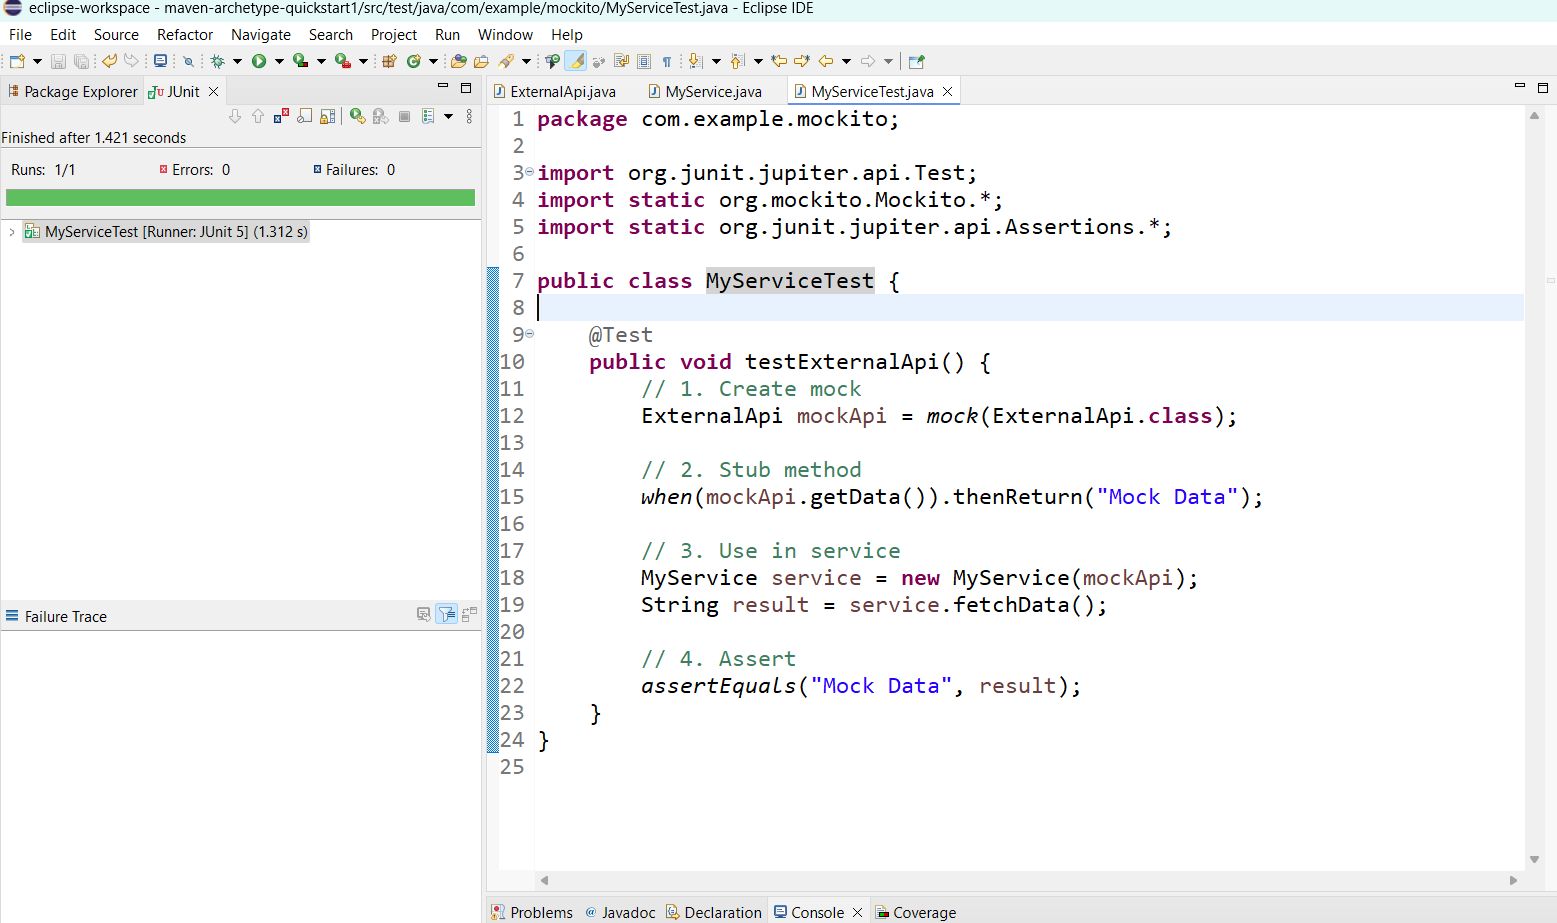 eclipse-workspace - maven-archetype-quickstart1/src/test/java/com/example/mockito/MyServiceTest.java - Eclipse IDE
File Edit Source Refactor Navigate Search Project Run Window Help
Package Explorer JUnit
Finished after 1.421 seconds
Runs: 1/1 Errors: 0 Failures: 0
MyServiceTest [Runner: JUnit 5] (1.312 s)
Failure Trace
ExternalApi.java MyService.java MyServiceTest.java
1 package com.example.mockito;
2
3 import org.junit.jupiter.api.Test;
4 import static org.mockito.Mockito.*;
5 import static org.junit.jupiter.api.Assertions.*;
6
7 public class MyServiceTest {
8
9     @Test
10     public void testExternalApi() {
11         // 1. Create mock
12         ExternalApi mockApi = mock(ExternalApi.class);
13
14         // 2. Stub method
15         when(mockApi.getData()).thenReturn("Mock Data");
16
17         // 3. Use in service
18         MyService service = new MyService(mockApi);
19         String result = service.fetchData();
20
21         // 4. Assert
22         assertEquals("Mock Data", result);
23     }
24 }
25
Problems Javadoc Declaration Console Coverage